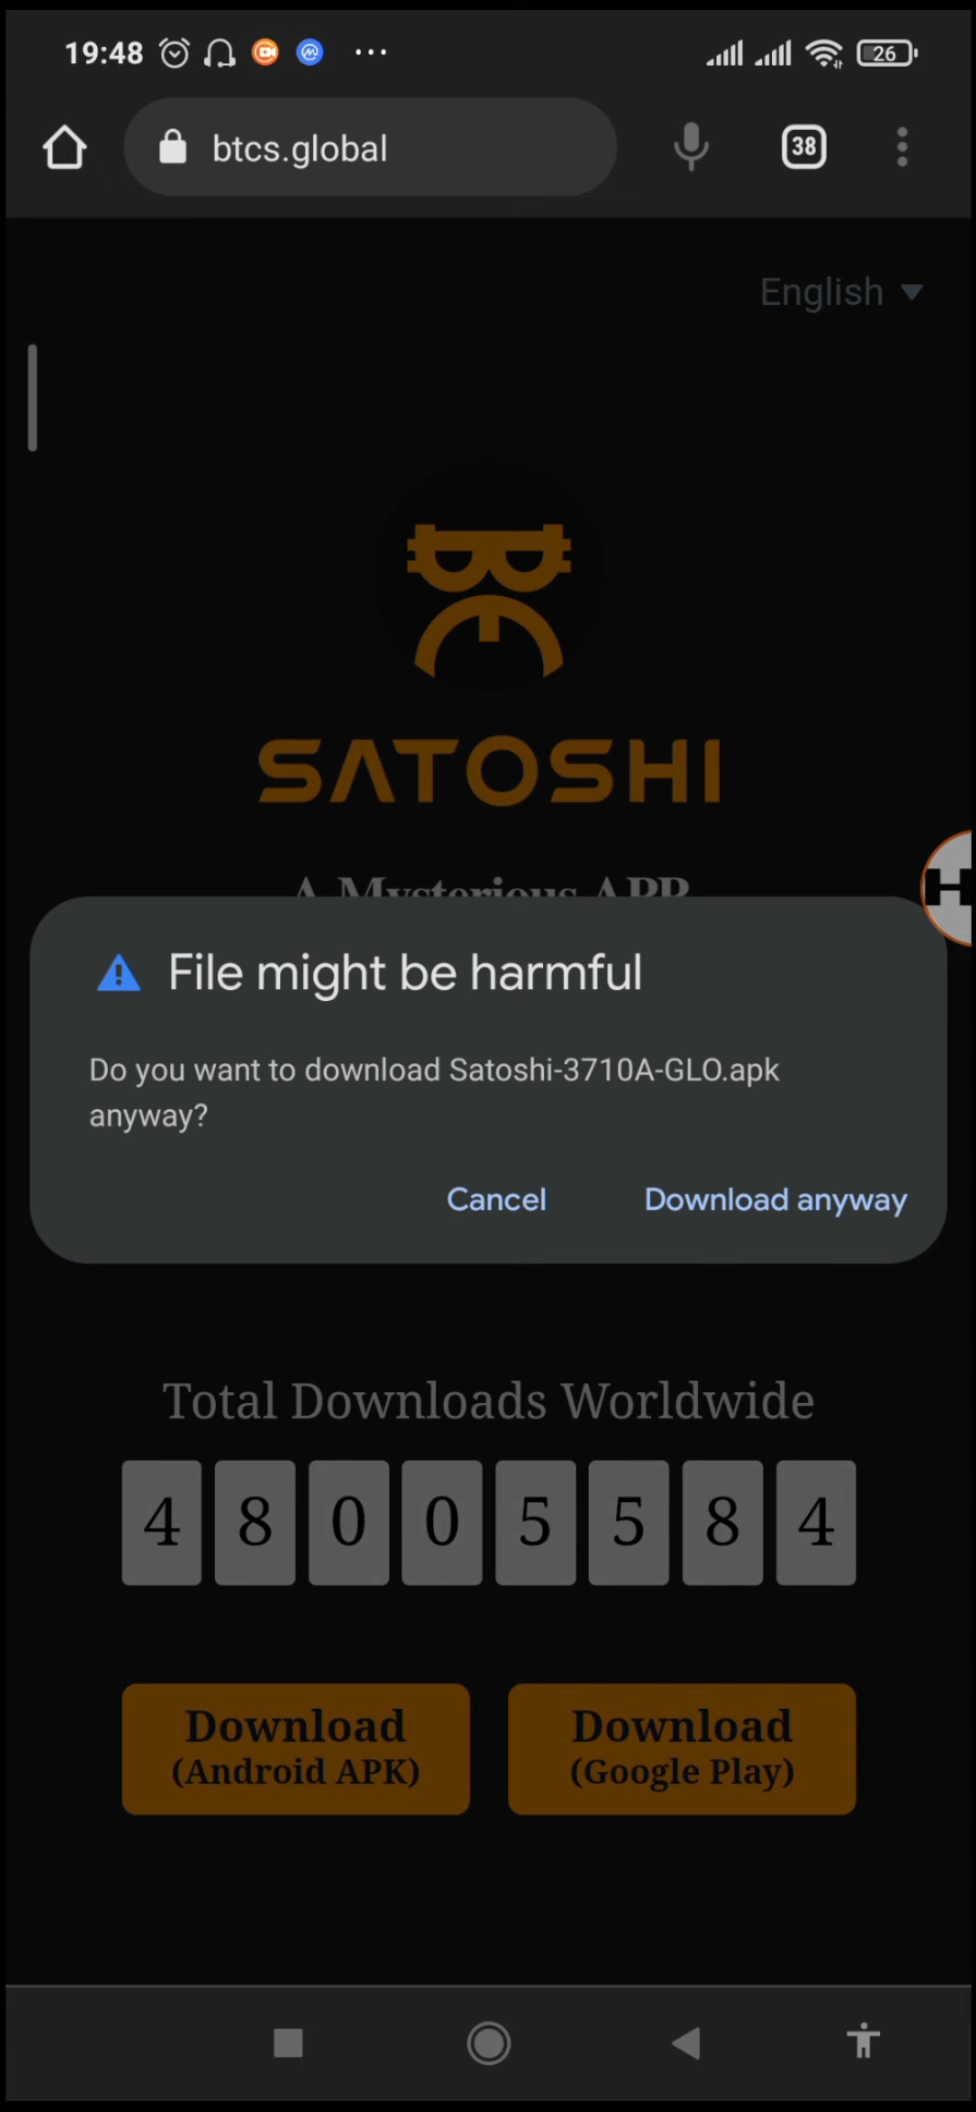 19:48
26
btcs.global
38
English
SATOSHI
A Mysterious APP
File might be harmful
Do you want to download Satoshi-3710A-GLO.apk
anyway?
Cancel
Download anyway
Total Downloads Worldwide
4 8 0 0 5 5 8 4
Download
(Android APK)
Download
(Google Play)